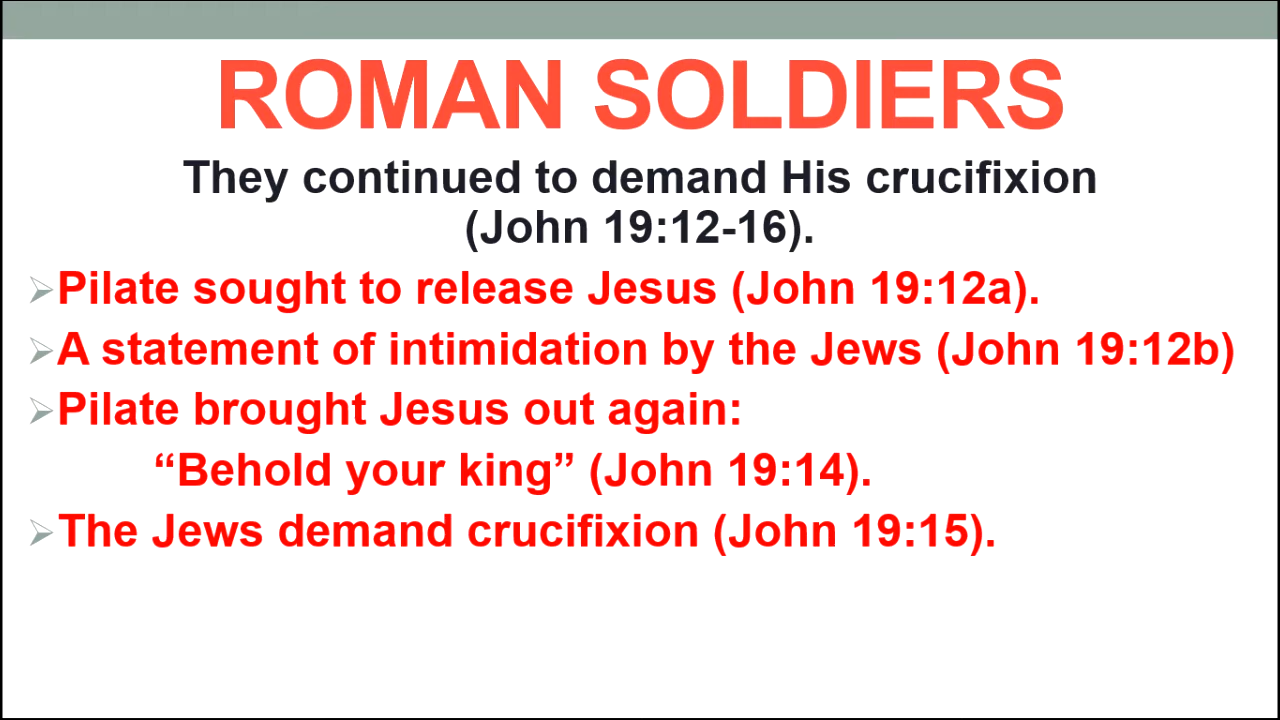 ROMAN SOLDIERS
They continued to demand His crucifixion
(John 19:12-16).
Pilate sought to release Jesus (John 19:12a).
A statement of intimidation by the Jews (John 19:12b)
Pilate brought Jesus out again:
“Behold your king” (John 19:14).
The Jews demand crucifixion (John 19:15).